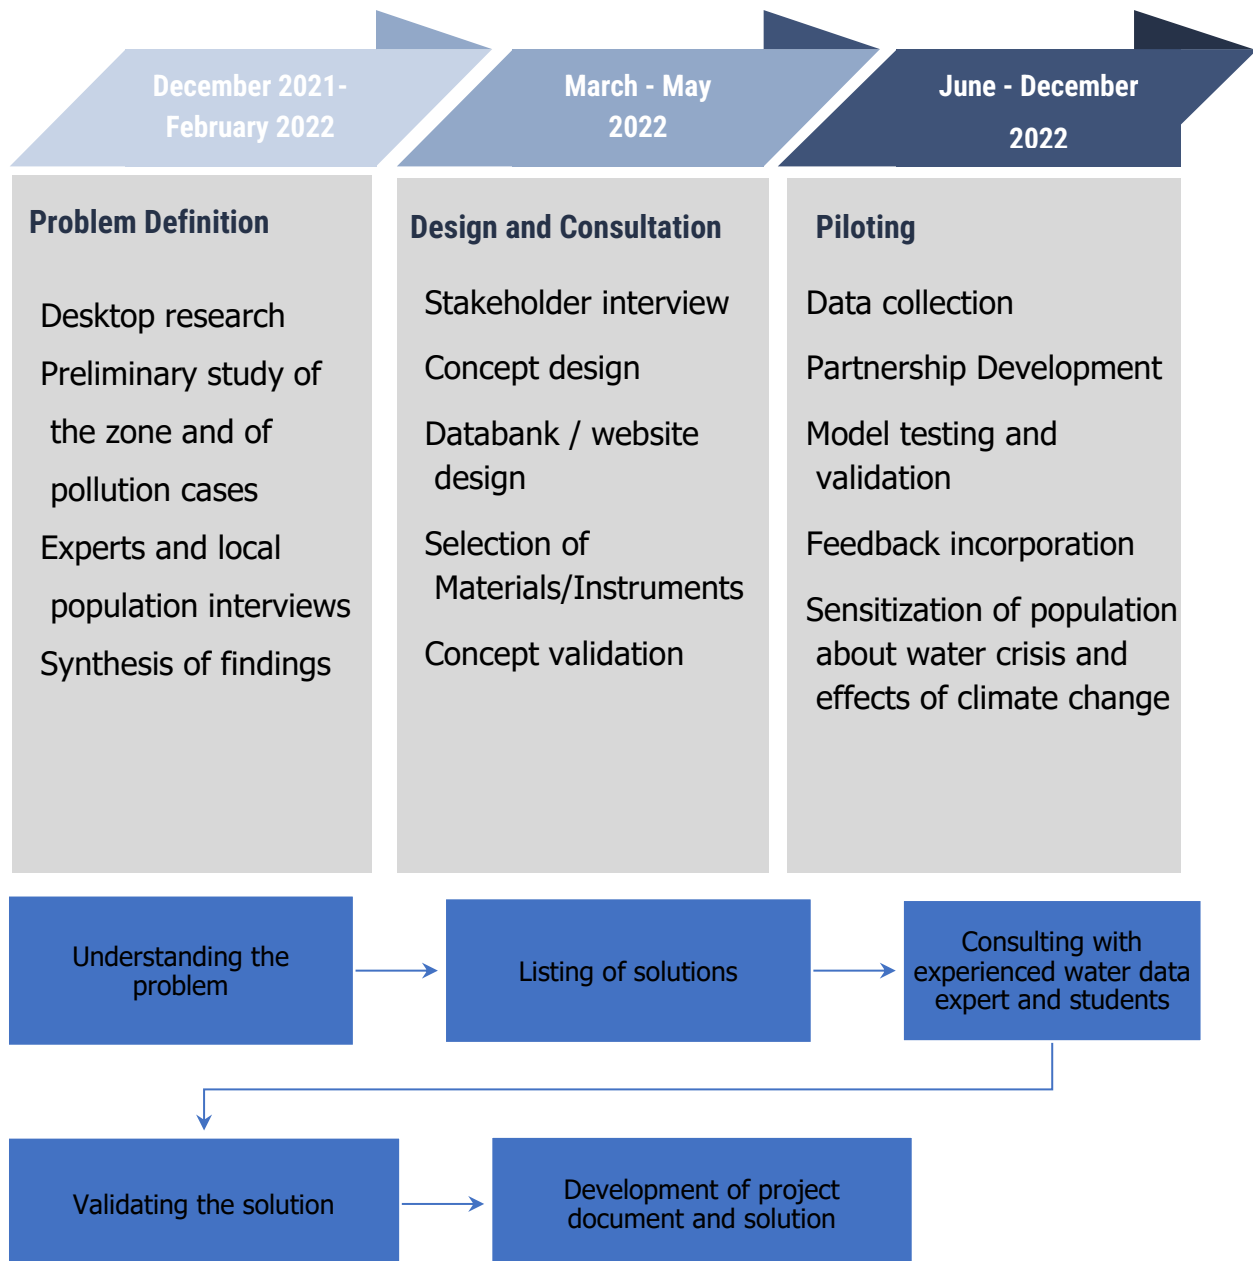 December 2021-
February 2022
March - May
2022
June - December
2022
Problem Definition
Desktop research
Preliminary study of
the zone and of
pollution cases
Experts and local
population interviews
Synthesis of findings
Design and Consultation
Stakeholder interview
Concept design
Databank / website
design
Selection of
Materials/Instruments
Concept validation
Piloting
Data collection
Partnership Development
Model testing and
validation
Feedback incorporation
Sensitization of population
about water crisis and
effects of climate change
Understanding the
problem
Listing of solutions
Consulting with
experienced water data
expert and students
Validating the solution
Development of project
document and solution